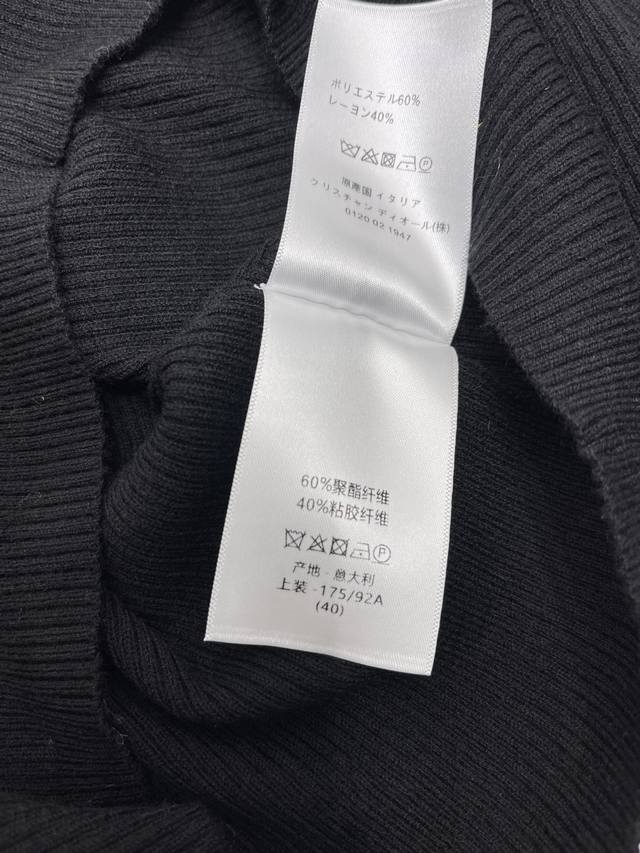 ポリエステル60%
レーヨン40%
原産国 イタリア
クリスチャン ディオール(株)
0120 02 1947
60%聚酯纤维
40%粘胶纤维
产地 - 意大利
上装 -175/92A
(40)